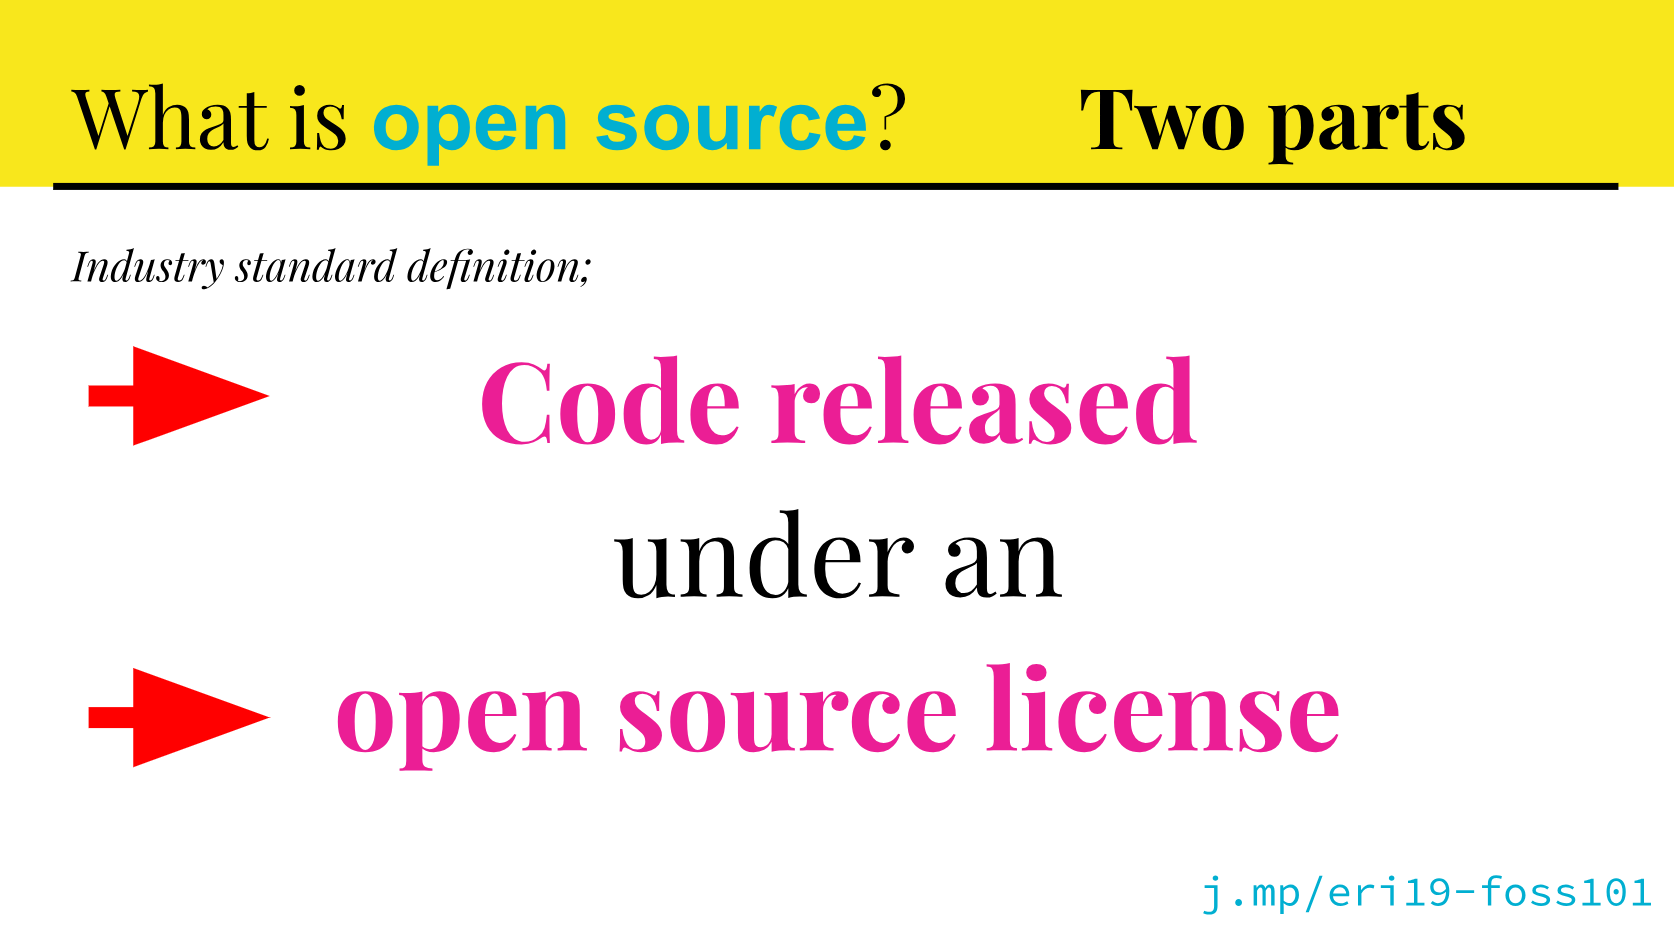 What is open source? Two parts
Industry standard definition;
Code released
under an
open source license
j.mp/eri19-foss101